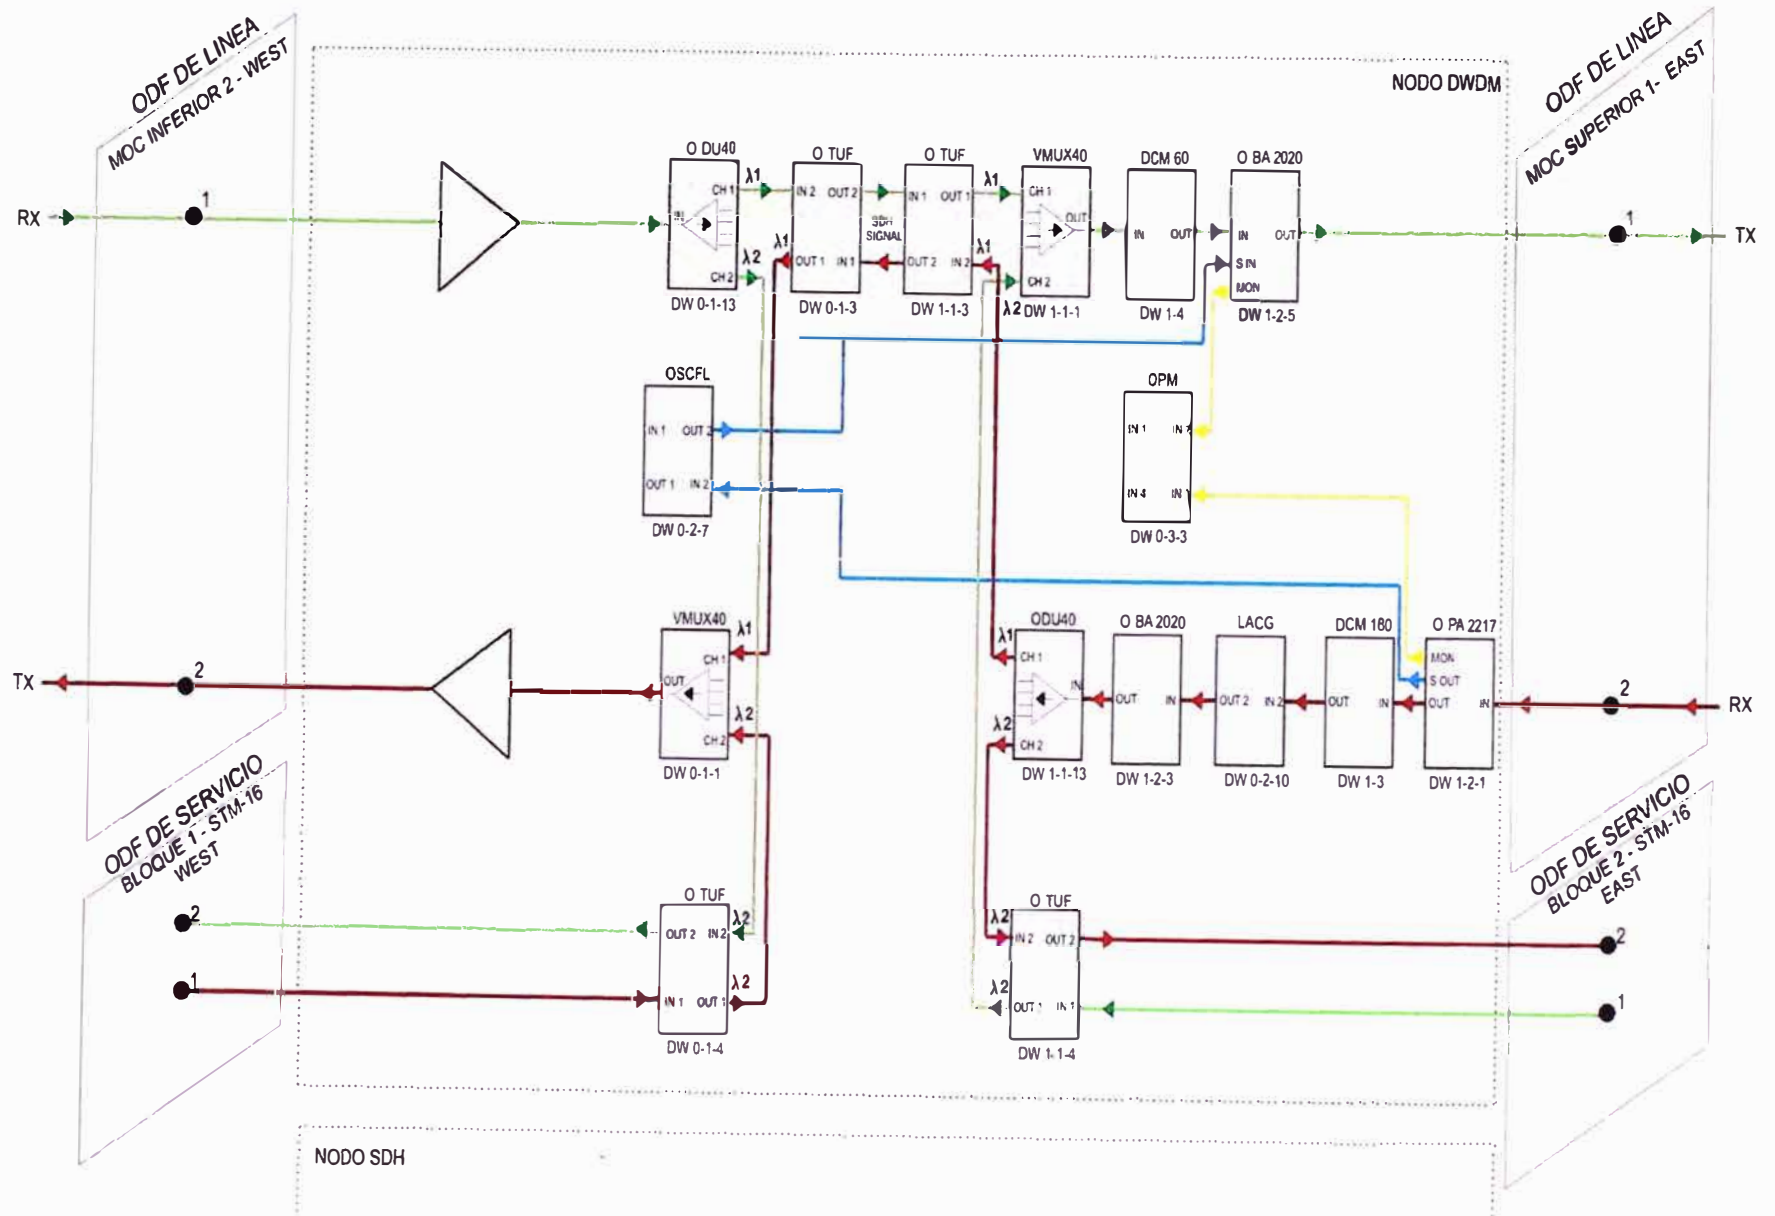 ODF DE LINEA
MOC INFERIOR 2 - WEST
ODF DE LINEA
MOC SUPERIOR 1- EAST
NODO DWDM
O DU40
O TUF
O TUF
VMUX40
DCM 60
O BA 2020
RX
1
IN
CH 1
λ1
CH 2
λ2
DW 0-1-13
IN 2
OUT 2
λ1
OUT 1
IN 1
DW 0-1-3
SDH
SIGNAL
IN 1
OUT 1
OUT 2
IN 2
DW 1-1-3
λ1
λ1
CH 1
OUT
CH 2
λ2
DW 1-1-1
IN
OUT
DW 1-4
IN
OUT
S IN
MON
DW 1-2-5
1
TX
OSCFL
IN 1
OUT 2
OUT 1
IN 2
DW 0-2-7
OPM
IN 1
IN 4
DW 0-3-3
TX
2
VMUX40
λ1
CH 1
OUT
λ2
CH 2
DW 0-1-1
ODU40
λ1
CH 1
IN
λ2
CH 2
DW 1-1-13
O BA 2020
OUT
IN
DW 1-2-3
LACG
OUT 2
IN 2
DW 0-2-10
DCM 180
OUT
IN
DW 1-3
O PA 2217
MON
S OUT
OUT
IN
DW 1-2-1
2
RX
ODF DE SERVICIO
BLOQUE 1 - STM-16
WEST
2
1
O TUF
OUT 2
IN 2
λ2
IN 1
OUT 1
λ2
DW 0-1-4
O TUF
λ2
IN 2
OUT 2
λ2
OUT 1
IN 1
DW 1-1-4
ODF DE SERVICIO
BLOQUE 2 - STM-16
EAST
2
1
NODO SDH